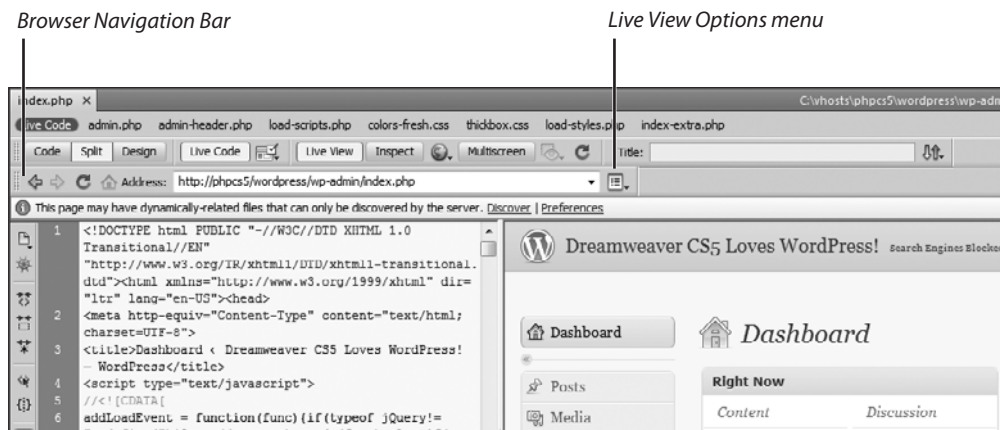 Browser Navigation Bar
Live View Options menu
index.php ×
C:\vhosts\phpcs5\wordpress\wp-adm
Live Code admin.php admin-header.php load-scripts.php colors-fresh.css thickbox.css load-styles.php index-extra.php
Code Split Design Live Code Live View Inspect Multiscreen Title:
Address: http://phpcs5/wordpress/wp-admin/index.php
This page may have dynamically-related files that can only be discovered by the server. Discover | Preferences
1 <!DOCTYPE html PUBLIC "-//W3C//DTD XHTML 1.0
Transitional//EN"
"http://www.w3.org/TR/xhtml1/DTD/xhtml1-transitional.
dtd"><html xmlns="http://www.w3.org/1999/xhtml" dir=
"ltr" lang="en-US"><head>
2 <meta http-equiv="Content-Type" content="text/html;
charset=UTF-8">
3 <title>Dashboard ‹ Dreamweaver CS5 Loves WordPress!
— WordPress</title>
4 <script type="text/javascript">
5 //<![CDATA[
6 addLoadEvent = function(func){if(typeof jQuery!=
Dreamweaver CS5 Loves WordPress! Search Engines Blocked
Dashboard
Posts
Media
Dashboard
Right Now
Content Discussion